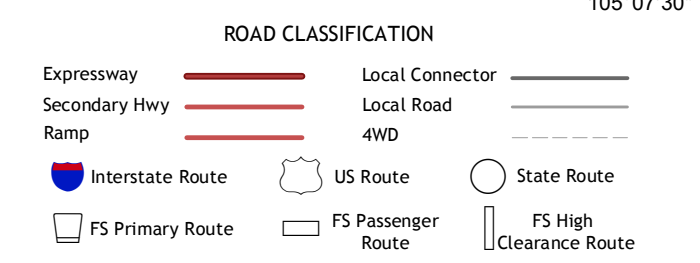 105°07'30"
ROAD CLASSIFICATION
Expressway
Local Connector
Secondary Hwy
Local Road
Ramp
4WD
Interstate Route
US Route
State Route
FS Primary Route
FS Passenger
Route
FS High
Clearance Route